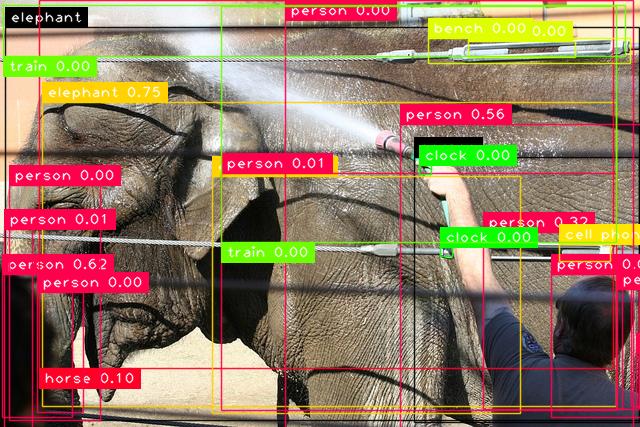 elephant
person 0.00
bench 0.00
0.00
train 0.00
elephant 0.75
person 0.56
clock 0.00
person 0.01
person 0.00
person 0.01
person 0.32
clock 0.00
cell phon
train 0.00
person 0.62
person 0.0
person 0.00
pe
horse 0.10